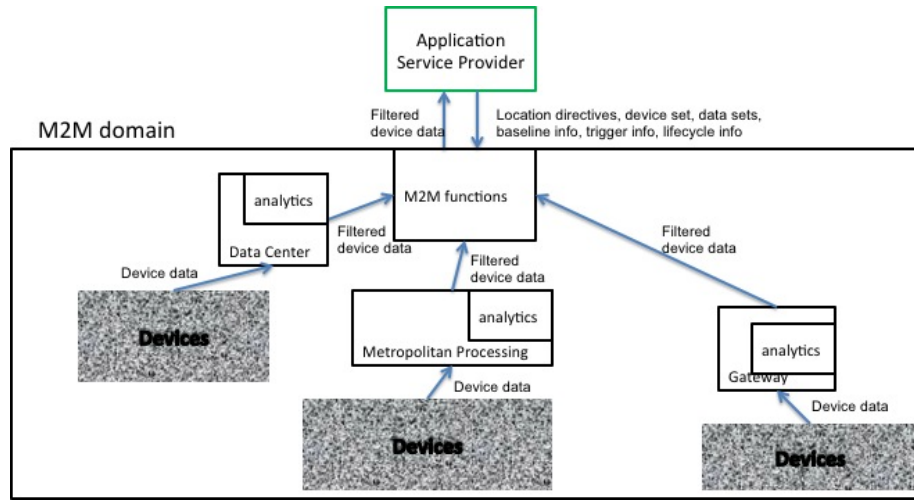 Application
Service Provider
Filtered
device data
Location directives, device set, data sets,
baseline info, trigger info, lifecycle info
M2M domain
analytics
Data Center
M2M functions
Filtered
device data
Filtered
device data
Filtered
device data
Device data
Devices
analytics
Metropolitan Processing
analytics
Gateway
Device data
Devices
Device data
Devices